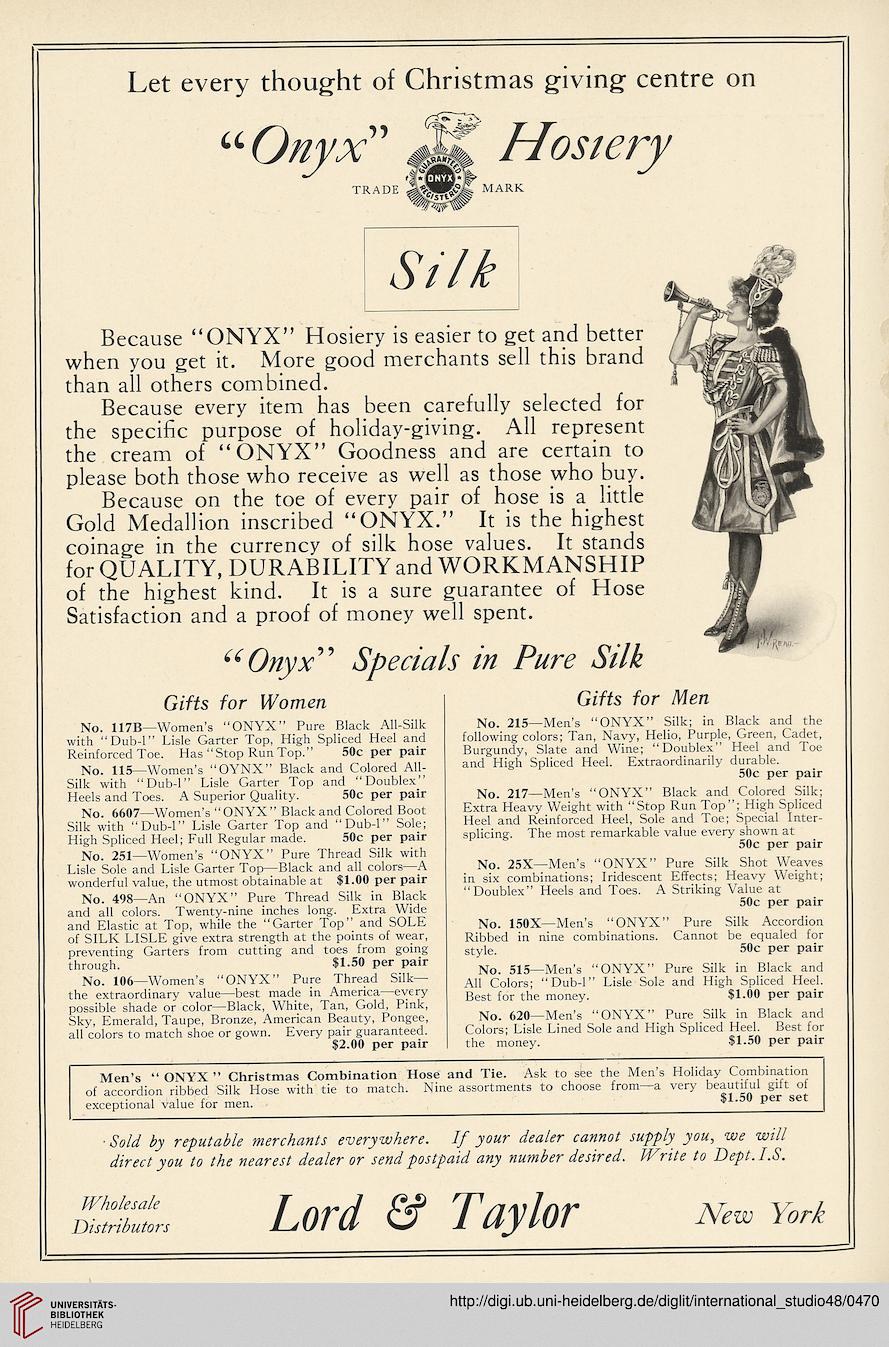 Let every thought of Christmas giving centre on
“Onyx” Hosiery
GUARANTEED
ONYX
REGISTERED
TRADE MARK
Silk
Because “ONYX” Hosiery is easier to get and better
when you get it. More good merchants sell this brand
than all others combined.
Because every item has been carefully selected for
the specific purpose of holiday-giving. All represent
the cream of “ONYX” Goodness and are certain to
please both those who receive as well as those who buy.
Because on the toe of every pair of hose is a little
Gold Medallion inscribed “ONYX.” It is the highest
coinage in the currency of silk hose values. It stands
for QUALITY, DURABILITY and WORKMANSHIP
of the highest kind. It is a sure guarantee of Hose
Satisfaction and a proof of money well spent.
“Onyx” Specials in Pure Silk
Gifts for Women
No. 117B—Women's “ONYX” Pure Black All-Silk
with “Dub-l” Lisle Garter Top, High Spliced Heel and
Reinforced Toe. Has “Stop Run Top.” 50c per pair
No. 115—Women's “OYNX” Black and Colored All-
Silk with “Dub-l” Lisle Garter Top and “Doublex”
Heels and Toes. A Superior Quality. 50c per pair
No. 6607—Women's “ONYX” Black and Colored Boot
Silk with “Dub-l” Lisle Garter Top and “Dub-l” Sole;
High Spliced Heel; Full Regular made. 50c per pair
No. 251—Women's “ONYX” Pure Thread Silk with
Lisle Sole and Lisle Garter Top—Black and all colors—A
wonderful value, the utmost obtainable at $1.00 per pair
No. 498—An “ONYX” Pure Thread Silk in Black
and all colors. Twenty-nine inches long. Extra Wide
and Elastic at Top, while the “Garter Top” and SOLE
of SILK LISLE give extra strength at the points of wear,
preventing Garters from cutting and toes from going
through. $1.50 per pair
No. 106—Women's “ONYX” Pure Thread Silk—
the extraordinary value—best made in America—every
possible shade or color—Black, White, Tan, Gold, Pink,
Sky, Emerald, Taupe, Bronze, American Beauty, Pongee,
all colors to match shoe or gown. Every pair guaranteed.
$2.00 per pair
Gifts for Men
No. 215—Men's “ONYX” Silk; in Black and the
following colors; Tan, Navy, Helio, Purple, Green, Cadet,
Burgundy, Slate and Wine; “Doublex” Heel and Toe
and High Spliced Heel. Extraordinarily durable.
50c per pair
No. 217—Men's “ONYX” Black and Colored Silk;
Extra Heavy Weight with “Stop Run Top”; High Spliced
Heel and Reinforced Heel, Sole and Toe; Special Inter-
splicing. The most remarkable value every shown at
50c per pair
No. 25X—Men's “ONYX” Pure Silk Shot Weaves
in six combinations; Iridescent Effects; Heavy Weight;
“Doublex” Heels and Toes. A Striking Value at
50c per pair
No. 150X—Men's “ONYX” Pure Silk Accordion
Ribbed in nine combinations. Cannot be equaled for
style. 50c per pair
No. 515—Men's “ONYX” Pure Silk in Black and
All Colors; “Dub-l” Lisle Sole and High Spliced Heel.
Best for the money. $1.00 per pair
No. 620—Men's “ONYX” Pure Silk in Black and
Colors; Lisle Lined Sole and High Spliced Heel. Best for
the money. $1.50 per pair
Men's “ONYX” Christmas Combination Hose and Tie. Ask to see the Men's Holiday Combination
of accordion ribbed Silk Hose with tie to match. Nine assortments to choose from—a very beautiful gift of
exceptional value for men. $1.50 per set
Sold by reputable merchants everywhere. If your dealer cannot supply you, we will
direct you to the nearest dealer or send postpaid any number desired. Write to Dept. I.S.
Wholesale
Distributors
Lord & Taylor
New York
UNIVERSITÄTS-
BIBLIOTHEK
HEIDELBERG
http://digi.ub.uni-heidelberg.de/diglit/international_studio48/0470